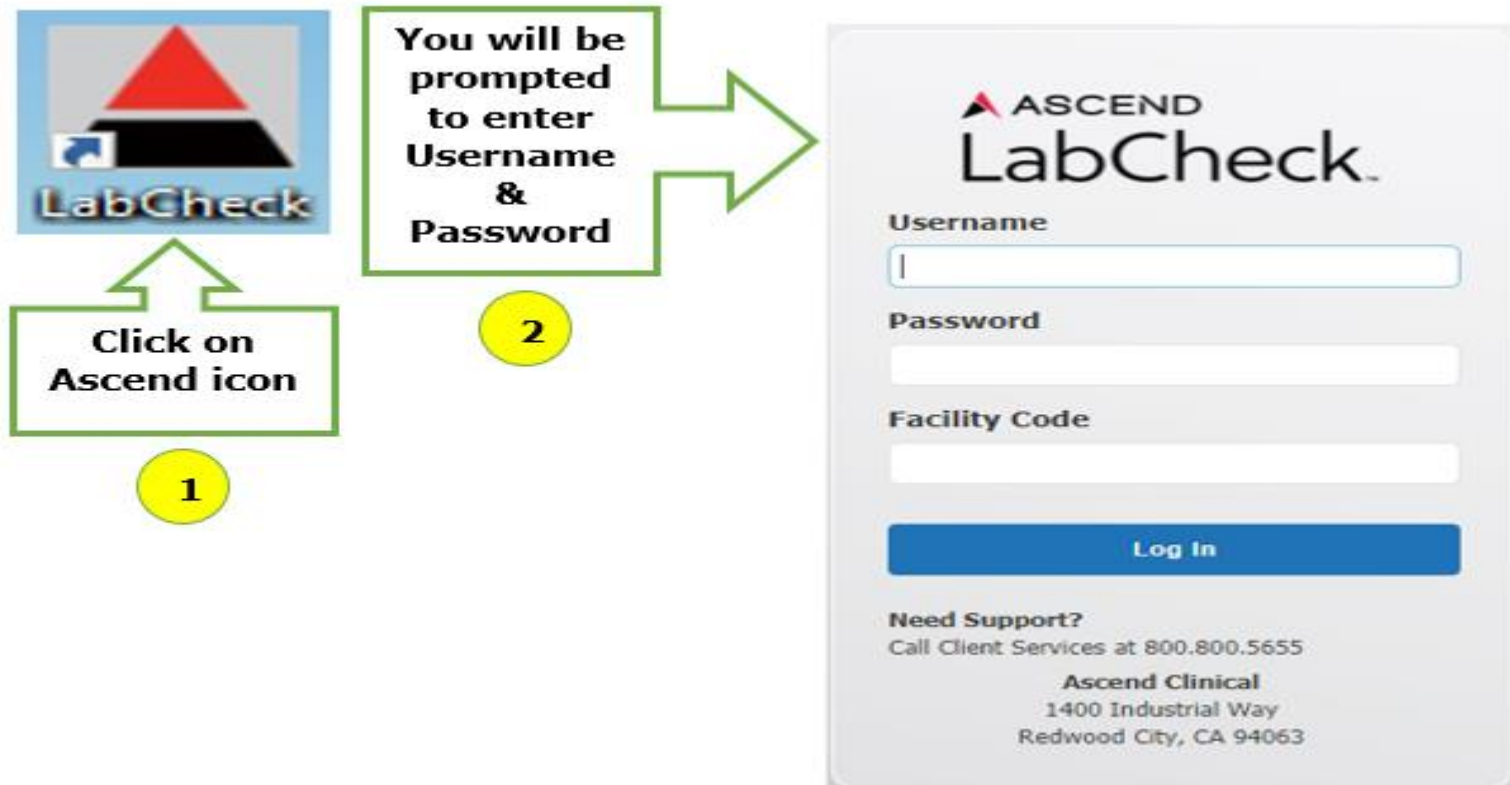 LabCheck
Click on
Ascend icon
1
You will be
prompted
to enter
Username
&
Password
2
ASCEND
LabCheck™
Username
Password
Facility Code
Log In
Need Support?
Call Client Services at 800.800.5655
Ascend Clinical
1400 Industrial Way
Redwood City, CA 94063